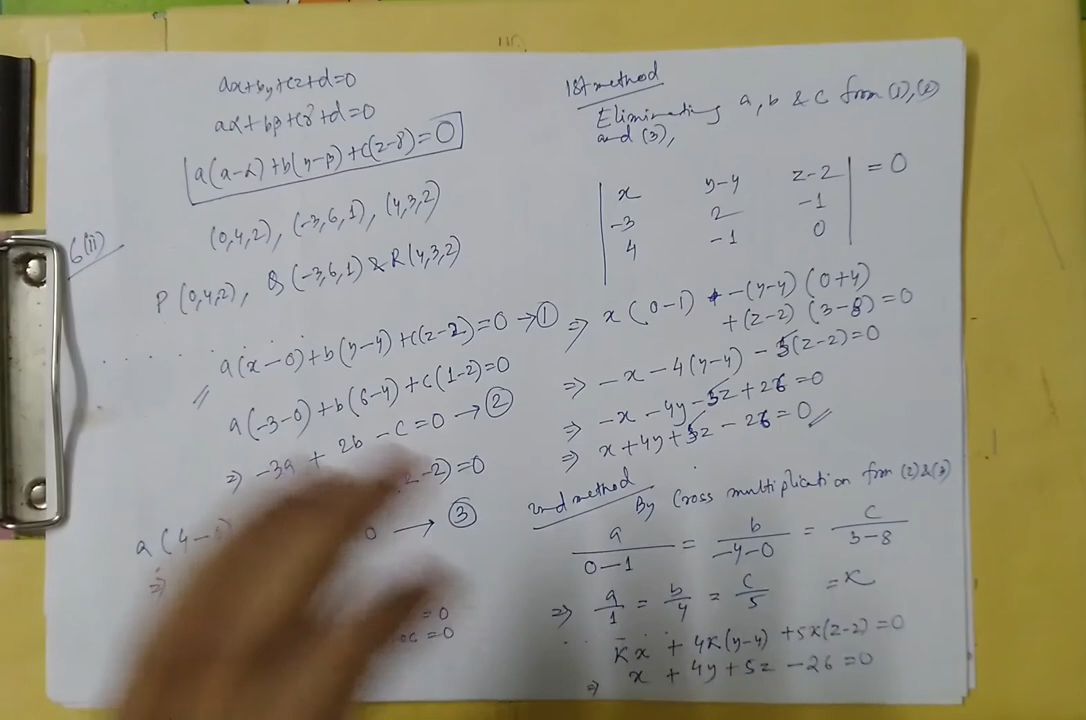 ax+by+cz+d=0
aα+bβ+cγ+d=0
a(a-α)+b(y-β)+c(z-8)=0
(0,4,2), (-3,6,1), (4,3,2)
6(ii)
P(0,4,2), Q(-3,6,1) & R(4,3,2)
a(x-0)+b(y-4)+c(z-2)=0 → ①
a(-3-0)+b(6-4)+c(1-2)=0
⇒ -3a + 2b - c = 0 → ②
a(4-0) 2-2)=0
⇒ 0 → ③
= 0
0c = 0
1st method
Eliminating a, b & c from (1), (2)
and (3),
| x y-4 z-2 | = 0
| -3 2 -1 |
| 4 -1 0 |
⇒ x(0-1) -(y-4)(0+4)
+(z-2)(3-8)=0
⇒ -x-4(y-4)-5(z-2)=0
⇒ -x-4y-5z+26=0
⇒ x+4y+5z-26=0
2nd method
By Cross multiplication from (2)&(3)
a/(0-1) = b/(-4-0) = c/(3-8)
⇒ a/1 = b/4 = c/5 = K
Kx + 4K(y-4) + 5K(z-2)=0
⇒ x + 4y + 5z - 26 = 0